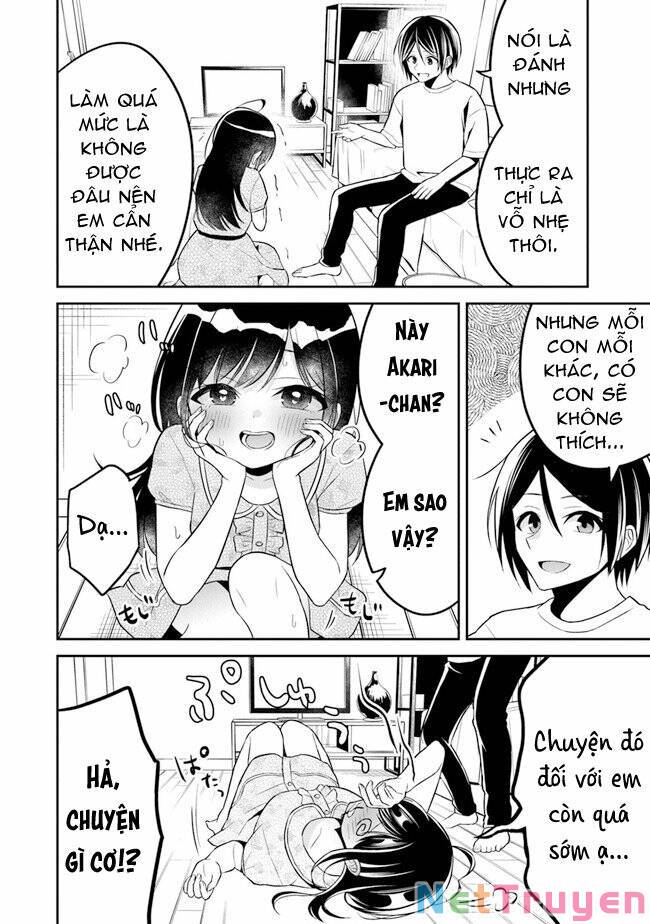 NÓI LÀ
ĐÁNH
NHƯNG
THỰC RA
CHỈ LÀ
VỖ NHẸ
THÔI.
LÀM QUÁ
MỨC LÀ
KHÔNG
ĐƯỢC
ĐÂU NÊN
EM CẨN
THẬN NHÉ.
NHƯNG MỖI
CON MỖI
KHÁC, CÓ
CON SẼ
KHÔNG
THÍCH...
NÀY
AKARI
-CHAN?
EM SAO
VẬY?
DẠ...
もじ
もじ
ぷしゅう
ぱたっ
CHUYỆN ĐÓ
ĐỐI VỚI EM
CÒN QUÁ
SỚM Ạ...
HẢ,
CHUYỆN
GÌ CƠ!?
NetTruyen